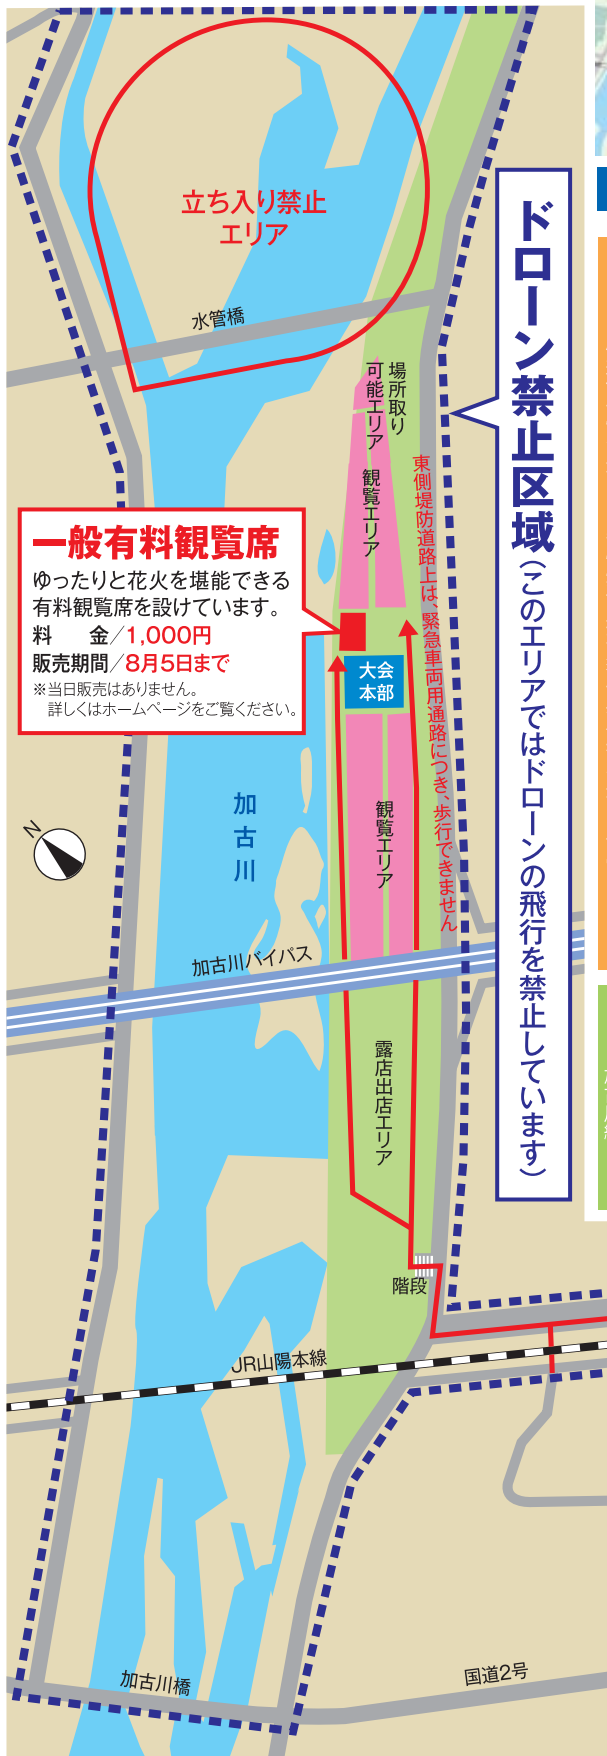 立ち入り禁止
エリア
水管橋
場所取り
可能エリア
観覧エリア
ドローン禁止区域(このエリアではドローンの飛行を禁止しています)
東側堤防道路上は、緊急車両用通路につき、歩行できません
一般有料観覧席
ゆったりと花火を堪能できる
有料観覧席を設けています。
料　金/1,000円
販売期間/8月5日まで
※当日販売はありません。
詳しくはホームページをご覧ください。
大会
本部
加古川
観覧エリア
N
加古川バイパス
露店出店エリア
階段
JR山陽本線
加古川橋
国道2号